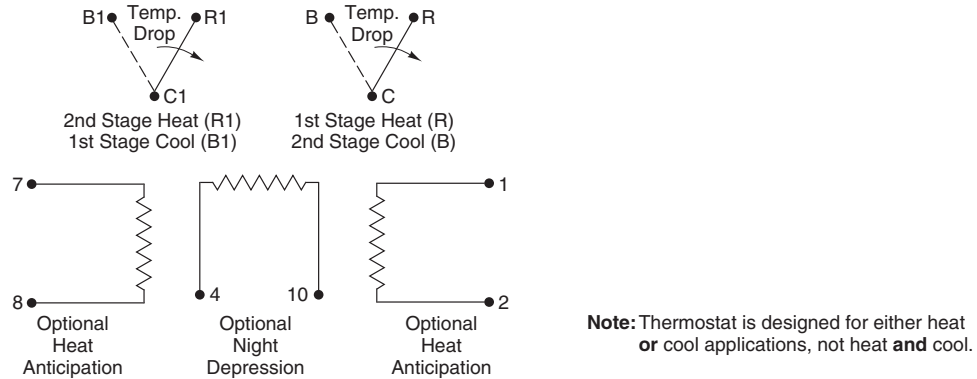 B1 Temp. Drop R1
B Temp. Drop R
C1
C
2nd Stage Heat (R1)
1st Stage Cool (B1)
1st Stage Heat (R)
2nd Stage Cool (B)
7
8
Optional
Heat
Anticipation
4
10
Optional
Night
Depression
1
2
Optional
Heat
Anticipation
Note: Thermostat is designed for either heat
or cool applications, not heat and cool.